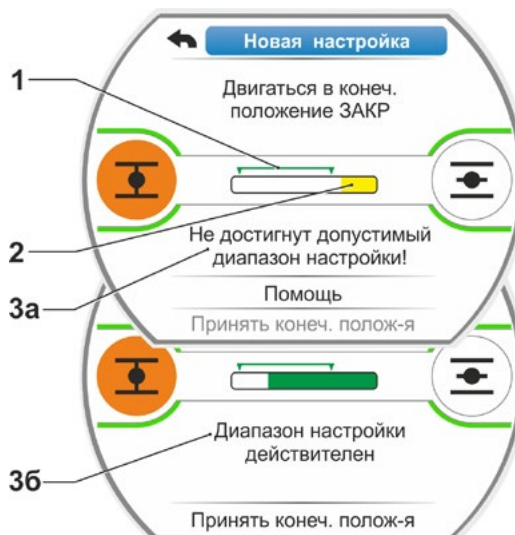 Новая настройка
1
Двигаться в конеч.
положение ЗАКР
2
Не достигнут допустимый
диапазон настройки!
3а
Помощь
Принять конеч. полож-я
Диапазон настройки
действителен
3б
Принять конеч. полож-я